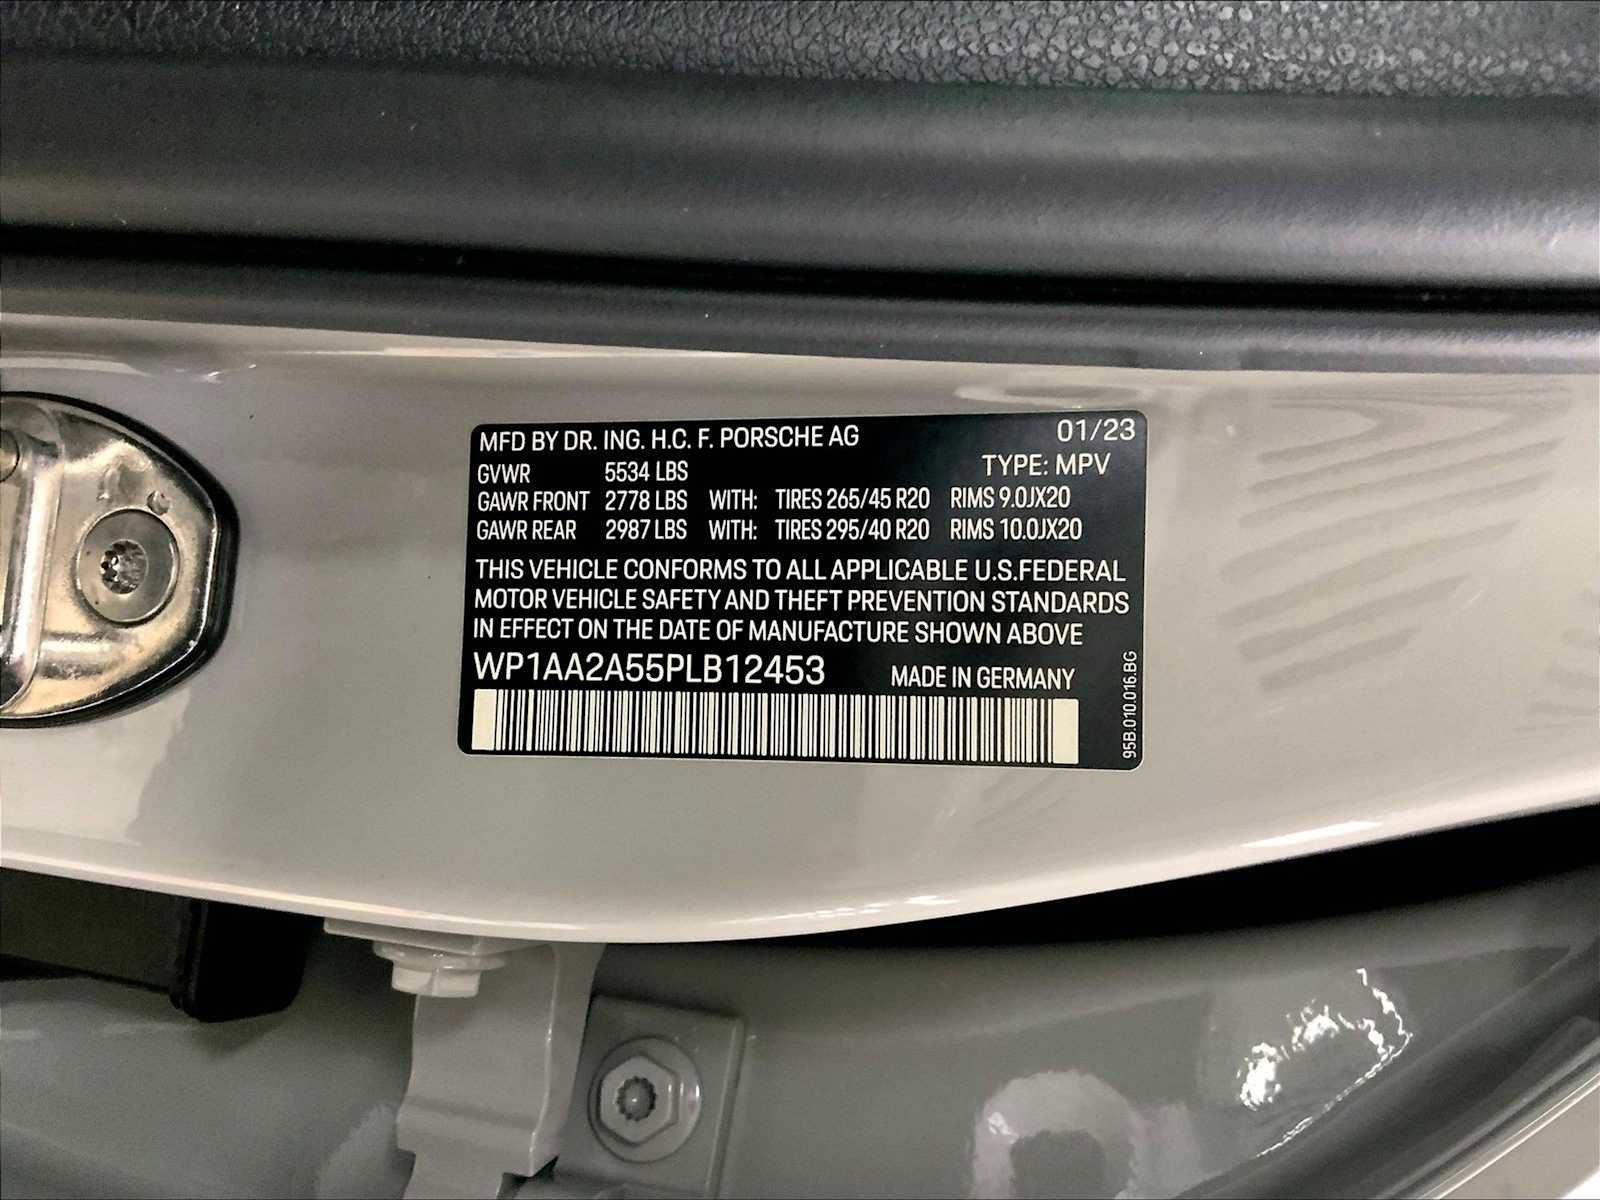 MFD BY DR. ING. H.C. F. PORSCHE AG 01/23
GVWR 5534 LBS TYPE: MPV
GAWR FRONT 2778 LBS WITH: TIRES 265/45 R20 RIMS 9.0JX20
GAWR REAR 2987 LBS WITH: TIRES 295/40 R20 RIMS 10.0JX20
THIS VEHICLE CONFORMS TO ALL APPLICABLE U.S.FEDERAL
MOTOR VEHICLE SAFETY AND THEFT PREVENTION STANDARDS
IN EFFECT ON THE DATE OF MANUFACTURE SHOWN ABOVE
WP1AA2A55PLB12453 MADE IN GERMANY
95B.010.016.BG